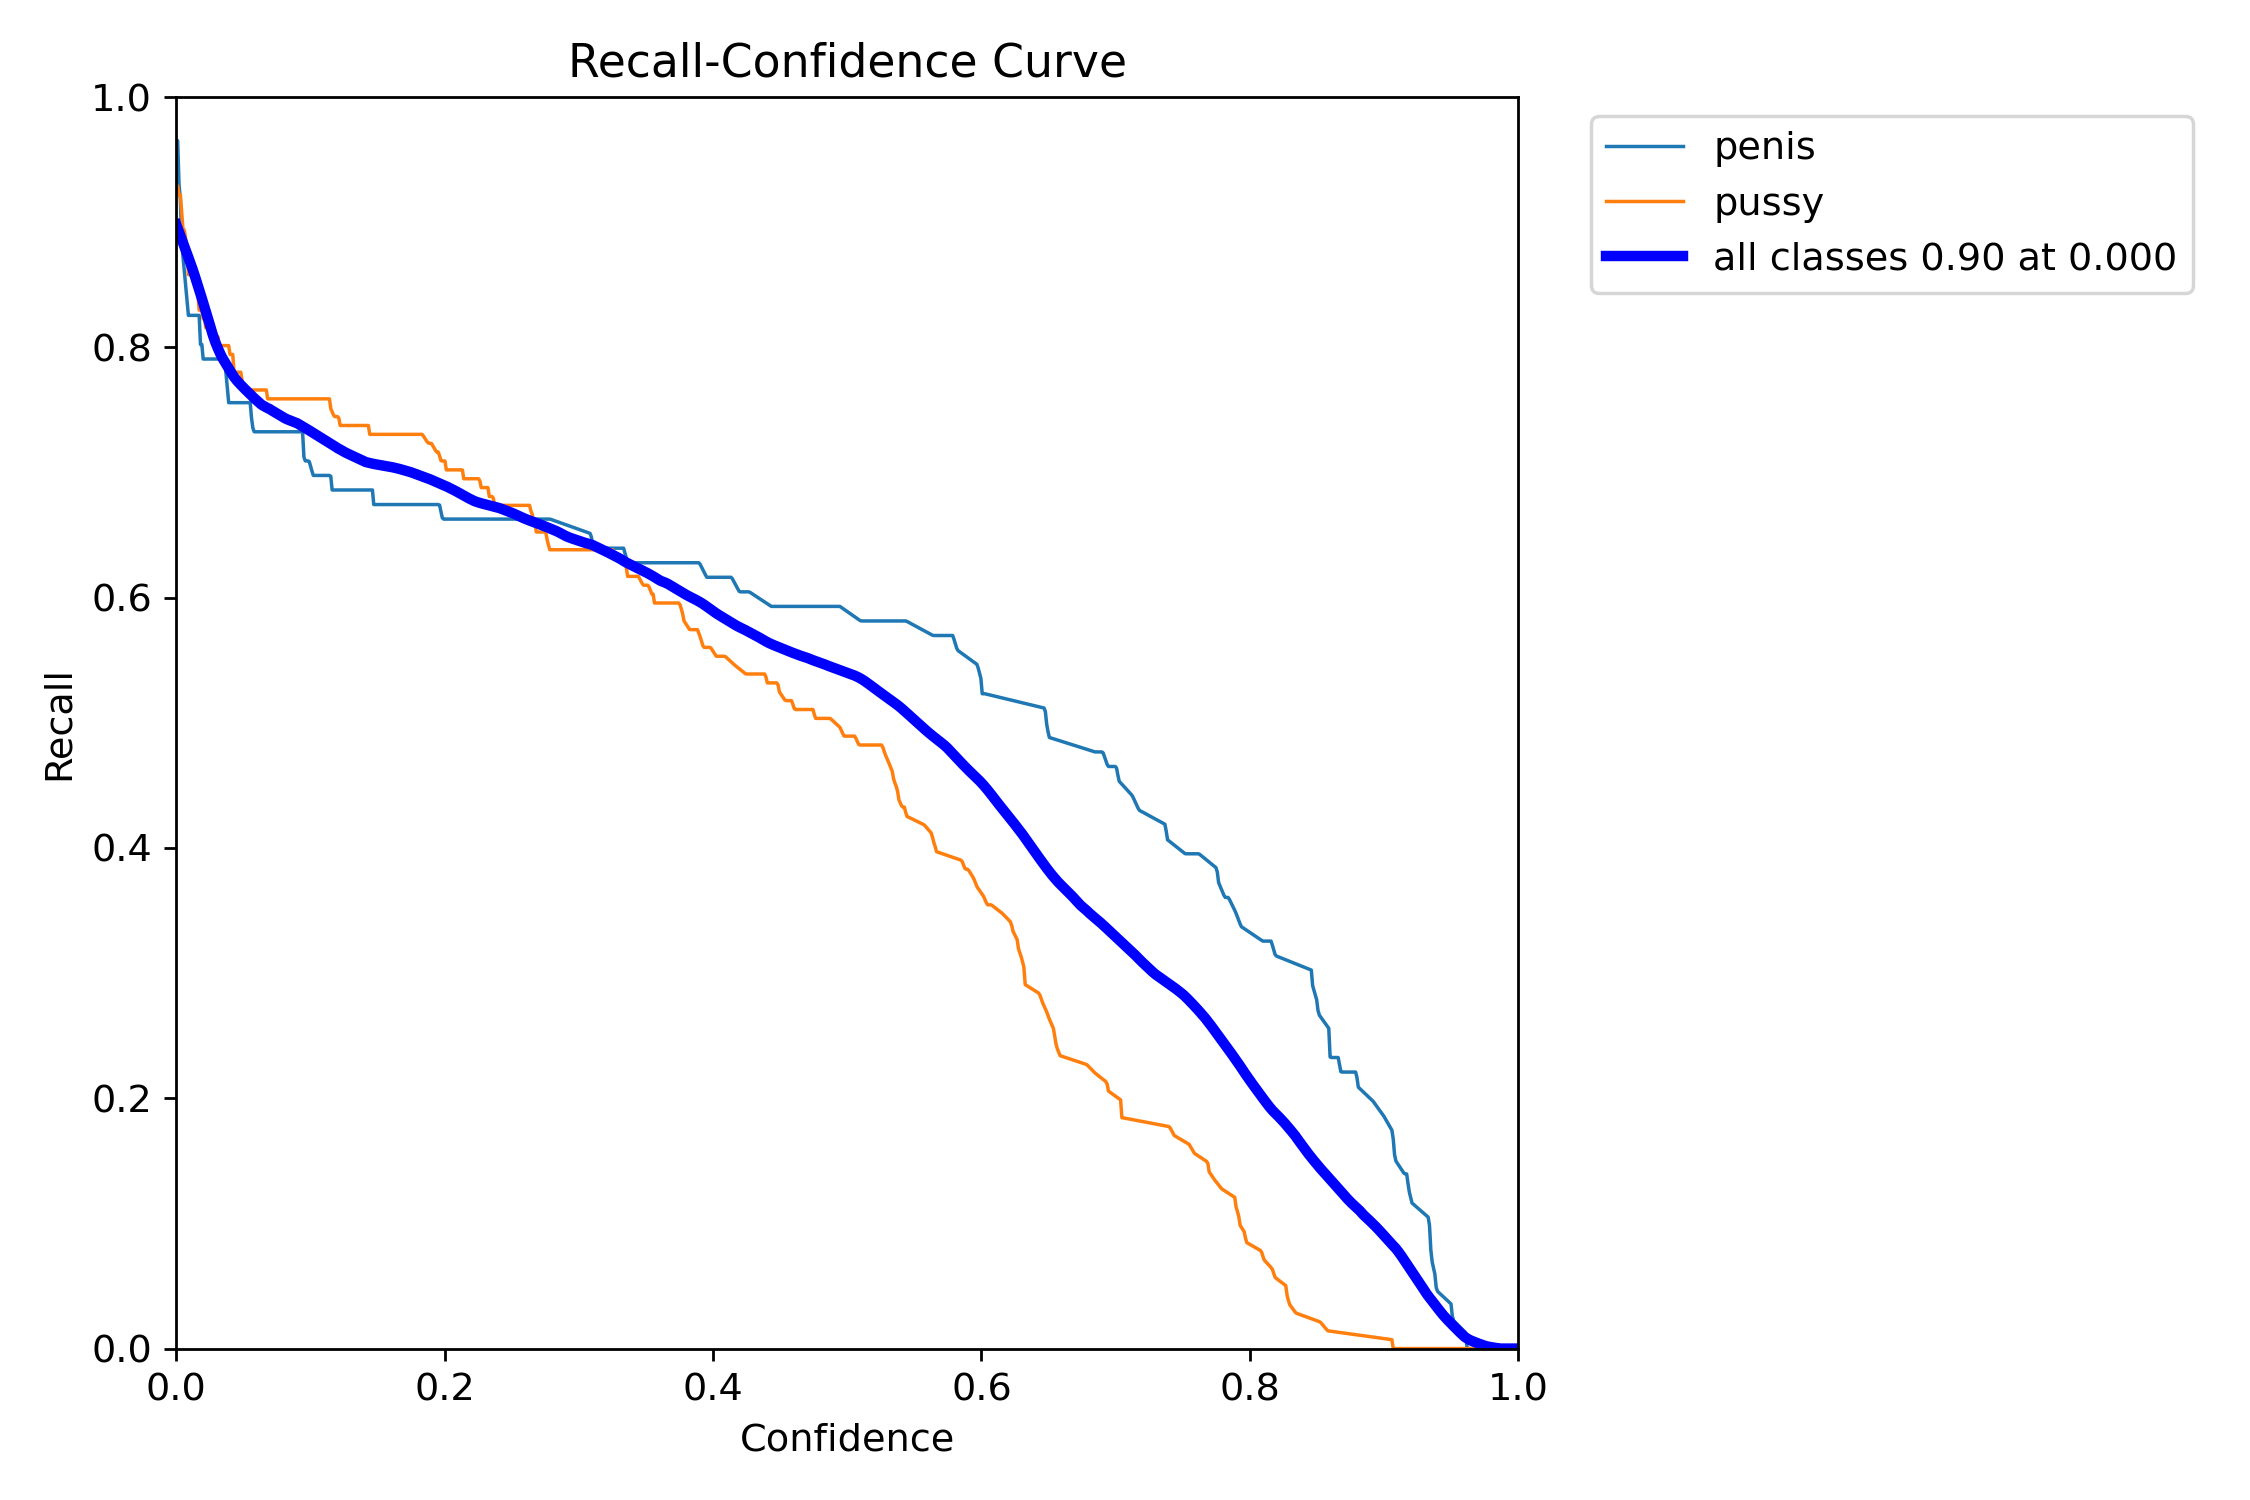 Recall-Confidence Curve
1.0
0.8
0.6
0.4
0.2
0.0
Recall
0.0 0.2 0.4 0.6 0.8 1.0
Confidence
penis
pussy
all classes 0.90 at 0.000